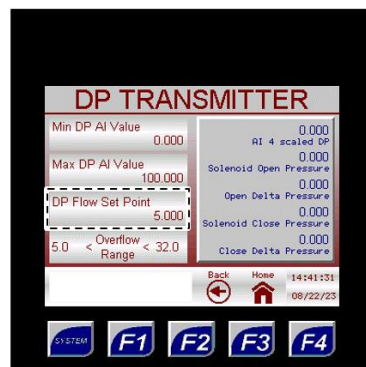 DP TRANSMITTER
Min DP AI Value
0.000
Max DP AI Value
100.000
DP Flow Set Point
5.000
5.0 < Overflow Range < 32.0
0.000
AI 4 scaled DP
0.000
Solenoid Open Pressure
0.000
Open Delta Pressure
0.000
Solenoid Close Pressure
0.000
Close Delta Pressure
Back
Home
14:41:31
08/22/23
SYSTEM
F1
F2
F3
F4